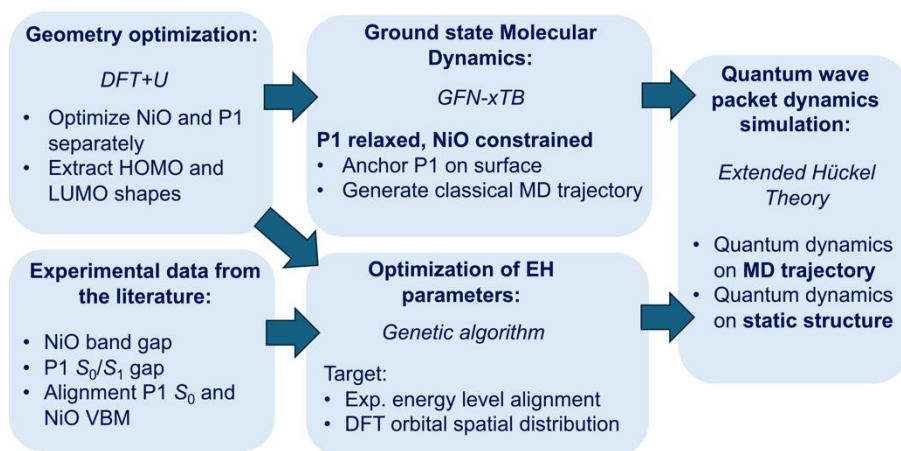 Geometry optimization:
DFT+U
• Optimize NiO and P1
separately
• Extract HOMO and
LUMO shapes
Ground state Molecular
Dynamics:
GFN-xTB
P1 relaxed, NiO constrained
• Anchor P1 on surface
• Generate classical MD trajectory
Experimental data from
the literature:
• NiO band gap
• P1 S₀/S₁ gap
• Alignment P1 S₀ and
NiO VBM
Optimization of EH
parameters:
Genetic algorithm
Target:
• Exp. energy level alignment
• DFT orbital spatial distribution
Quantum wave
packet dynamics
simulation:
Extended Hückel
Theory
• Quantum dynamics
on MD trajectory
• Quantum dynamics
on static structure